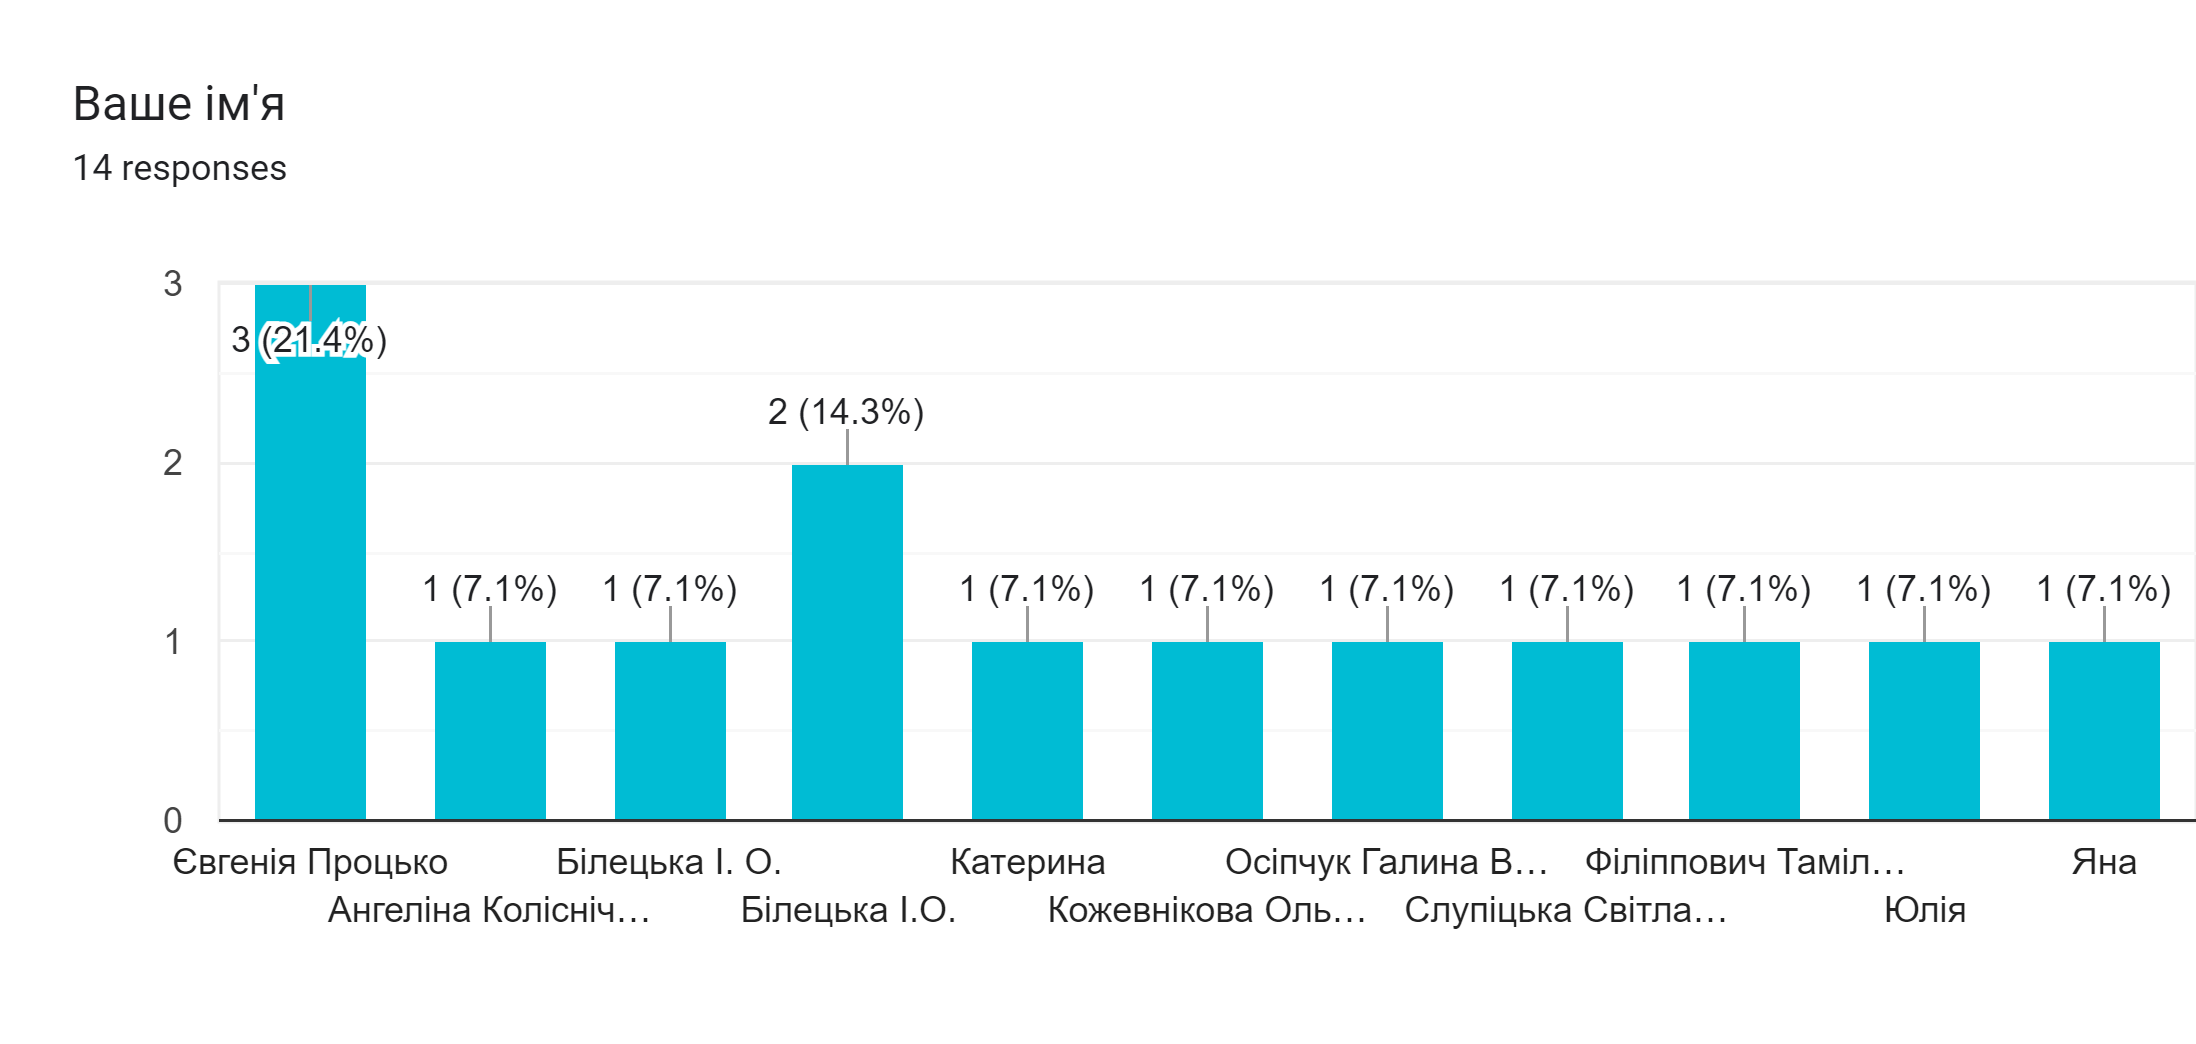 Ваше ім'я
14 responses
3
3 (21.4%)
2 (14.3%)
2
1 (7.1%) 1 (7.1%) 1 (7.1%) 1 (7.1%) 1 (7.1%) 1 (7.1%) 1 (7.1%) 1 (7.1%) 1 (7.1%)
1
0
Євгенія Процько Білецька І. О. Катерина Осіпчук Галина В… Філіппович Таміл… Яна
Ангеліна Колісніч… Білецька І.О. Кожевнікова Оль… Слупіцька Світла… Юлія